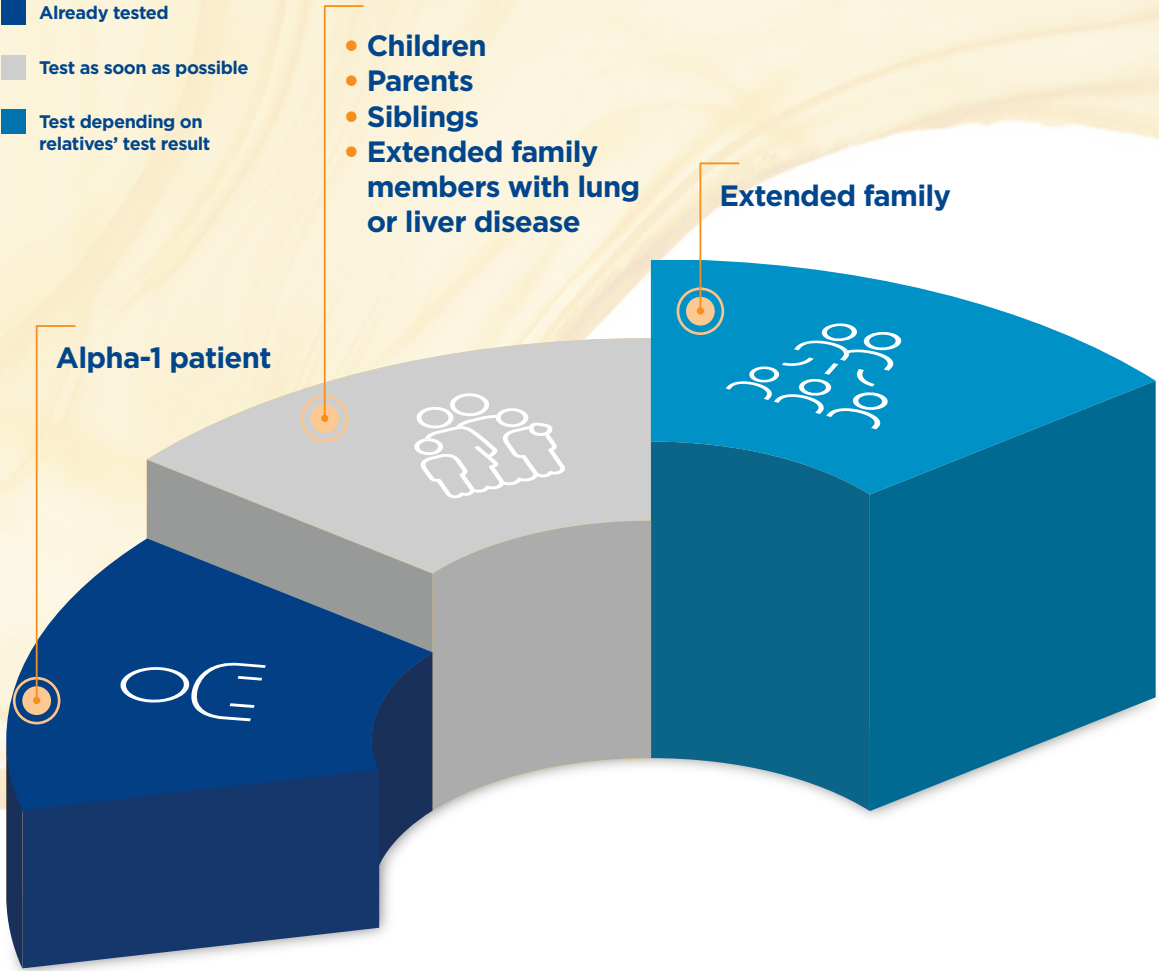 Already tested
Test as soon as possible
Test depending on
relatives’ test result
• Children
• Parents
• Siblings
• Extended family
members with lung
or liver disease
Extended family
Alpha-1 patient